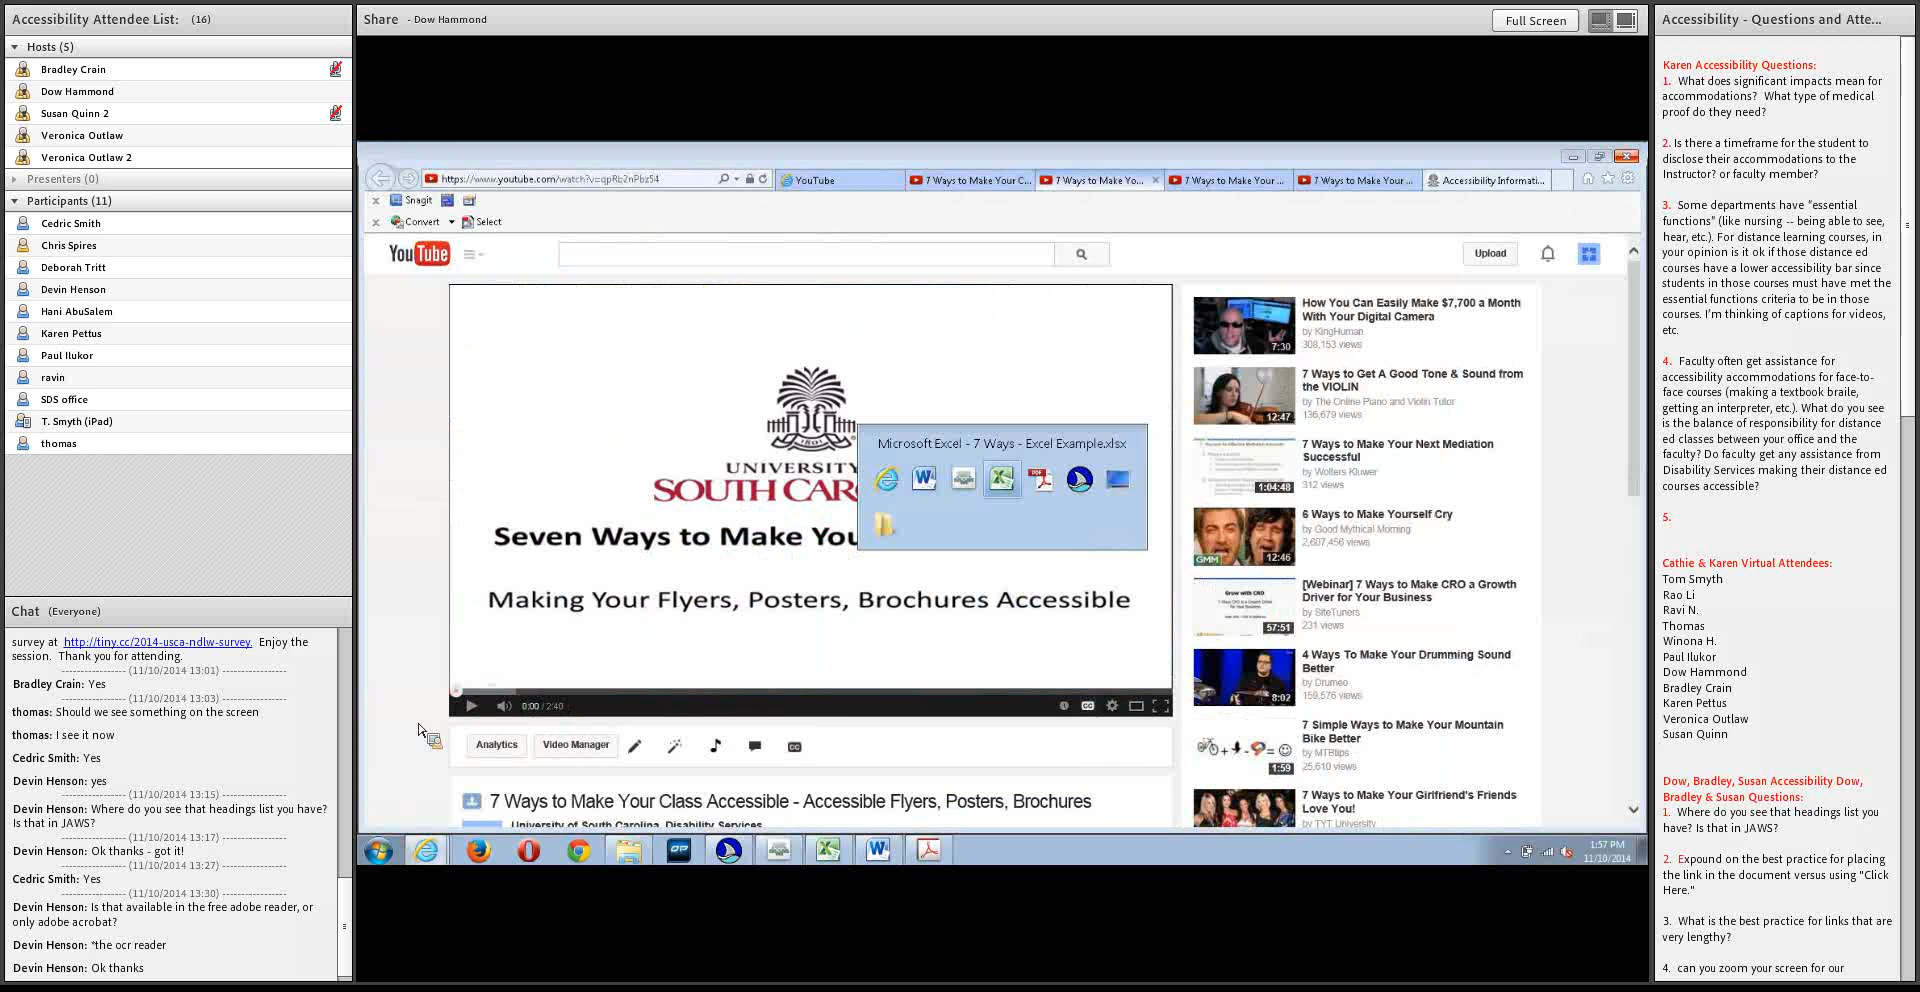 Accessibility Attendee List: (16)
Hosts (5)
Bradley Crain
Dow Hammond
Susan Quinn 2
Veronica Outlaw
Veronica Outlaw 2
Presenters (0)
Participants (11)
Cedric Smith
Chris Spires
Deborah Tritt
Devin Henson
Hani AbuSalem
Karen Pettus
Paul Ilukor
ravin
SDS office
T. Smyth (iPad)
thomas
Chat (Everyone)
survey at http://tiny.cc/2014-usca-ndlw-survey. Enjoy the
session. Thank you for attending.
------------------ (11/10/2014 13:01) ------------------
Bradley Crain: Yes
------------------ (11/10/2014 13:03) ------------------
thomas: Should we see something on the screen
thomas: I see it now
Cedric Smith: Yes
Devin Henson: yes
------------------ (11/10/2014 13:15) ------------------
Devin Henson: Where do you see that headings list you have?
Is that in JAWS?
------------------ (11/10/2014 13:17) ------------------
Devin Henson: Ok thanks - got it!
------------------ (11/10/2014 13:27) ------------------
Cedric Smith: Yes
------------------ (11/10/2014 13:30) ------------------
Devin Henson: Is that available in the free adobe reader, or
only adobe acrobat?
Devin Henson: *the ocr reader
Devin Henson: Ok thanks
Share - Dow Hammond
Full Screen
https://www.youtube.com/watch?v=qpRb2nPbz54
YouTube
7 Ways to Make Your C...
7 Ways to Make Yo...
7 Ways to Make Your ...
7 Ways to Make Your ...
Accessibility Informati...
Snagit
Convert
Select
YouTube
Upload
1801
UNIVERSITY
SOUTH CAR
Seven Ways to Make You
Making Your Flyers, Posters, Brochures Accessible
Microsoft Excel - 7 Ways - Excel Example.xlsx
0:00 / 2:40
CC
Analytics
Video Manager
7 Ways to Make Your Class Accessible - Accessible Flyers, Posters, Brochures
University of South Carolina, Disability Services
How You Can Easily Make $7,700 a Month
With Your Digital Camera
by KingHuman
308,153 views
7:30
7 Ways to Get A Good Tone & Sound from
the VIOLIN
by The Online Piano and Violin Tutor
136,679 views
12:47
7 Ways to Make Your Next Mediation
Successful
by Wolters Kluwer
312 views
1:04:48
6 Ways to Make Yourself Cry
by Good Mythical Morning
2,607,456 views
GMM
12:46
[Webinar] 7 Ways to Make CRO a Growth
Driver for Your Business
by SiteTuners
231 views
Grow with CRO
57:51
4 Ways To Make Your Drumming Sound
Better
by Drumeo
159,576 views
8:02
7 Simple Ways to Make Your Mountain
Bike Better
by MTBtips
25,610 views
1:59
7 Ways to Make Your Girlfriend's Friends
Love You!
by TYT University
1:57 PM
11/10/2014
Accessibility - Questions and Atte...
Karen Accessibility Questions:
1. What does significant impacts mean for
accommodations? What type of medical
proof do they need?
2. Is there a timeframe for the student to
disclose their accommodations to the
Instructor? or faculty member?
3. Some departments have "essential
functions" (like nursing -- being able to see,
hear, etc.). For distance learning courses, in
your opinion is it ok if those distance ed
courses have a lower accessibility bar since
students in those courses must have met the
essential functions criteria to be in those
courses. I'm thinking of captions for videos,
etc.
4. Faculty often get assistance for
accessibility accommodations for face-to-
face courses (making a textbook braile,
getting an interpreter, etc.). What do you see
is the balance of responsibility for distance
ed classes between your office and the
faculty? Do faculty get any assistance from
Disability Services making their distance ed
courses accessible?
5.
Cathie & Karen Virtual Attendees:
Tom Smyth
Rao Li
Ravi N.
Thomas
Winona H.
Paul Ilukor
Dow Hammond
Bradley Crain
Karen Pettus
Veronica Outlaw
Susan Quinn
Dow, Bradley, Susan Accessibility Dow,
Bradley & Susan Questions:
1. Where do you see that headings list you
have? Is that in JAWS?
2. Expound on the best practice for placing
the link in the document versus using "Click
Here."
3. What is the best practice for links that are
very lengthy?
4. can you zoom your screen for our